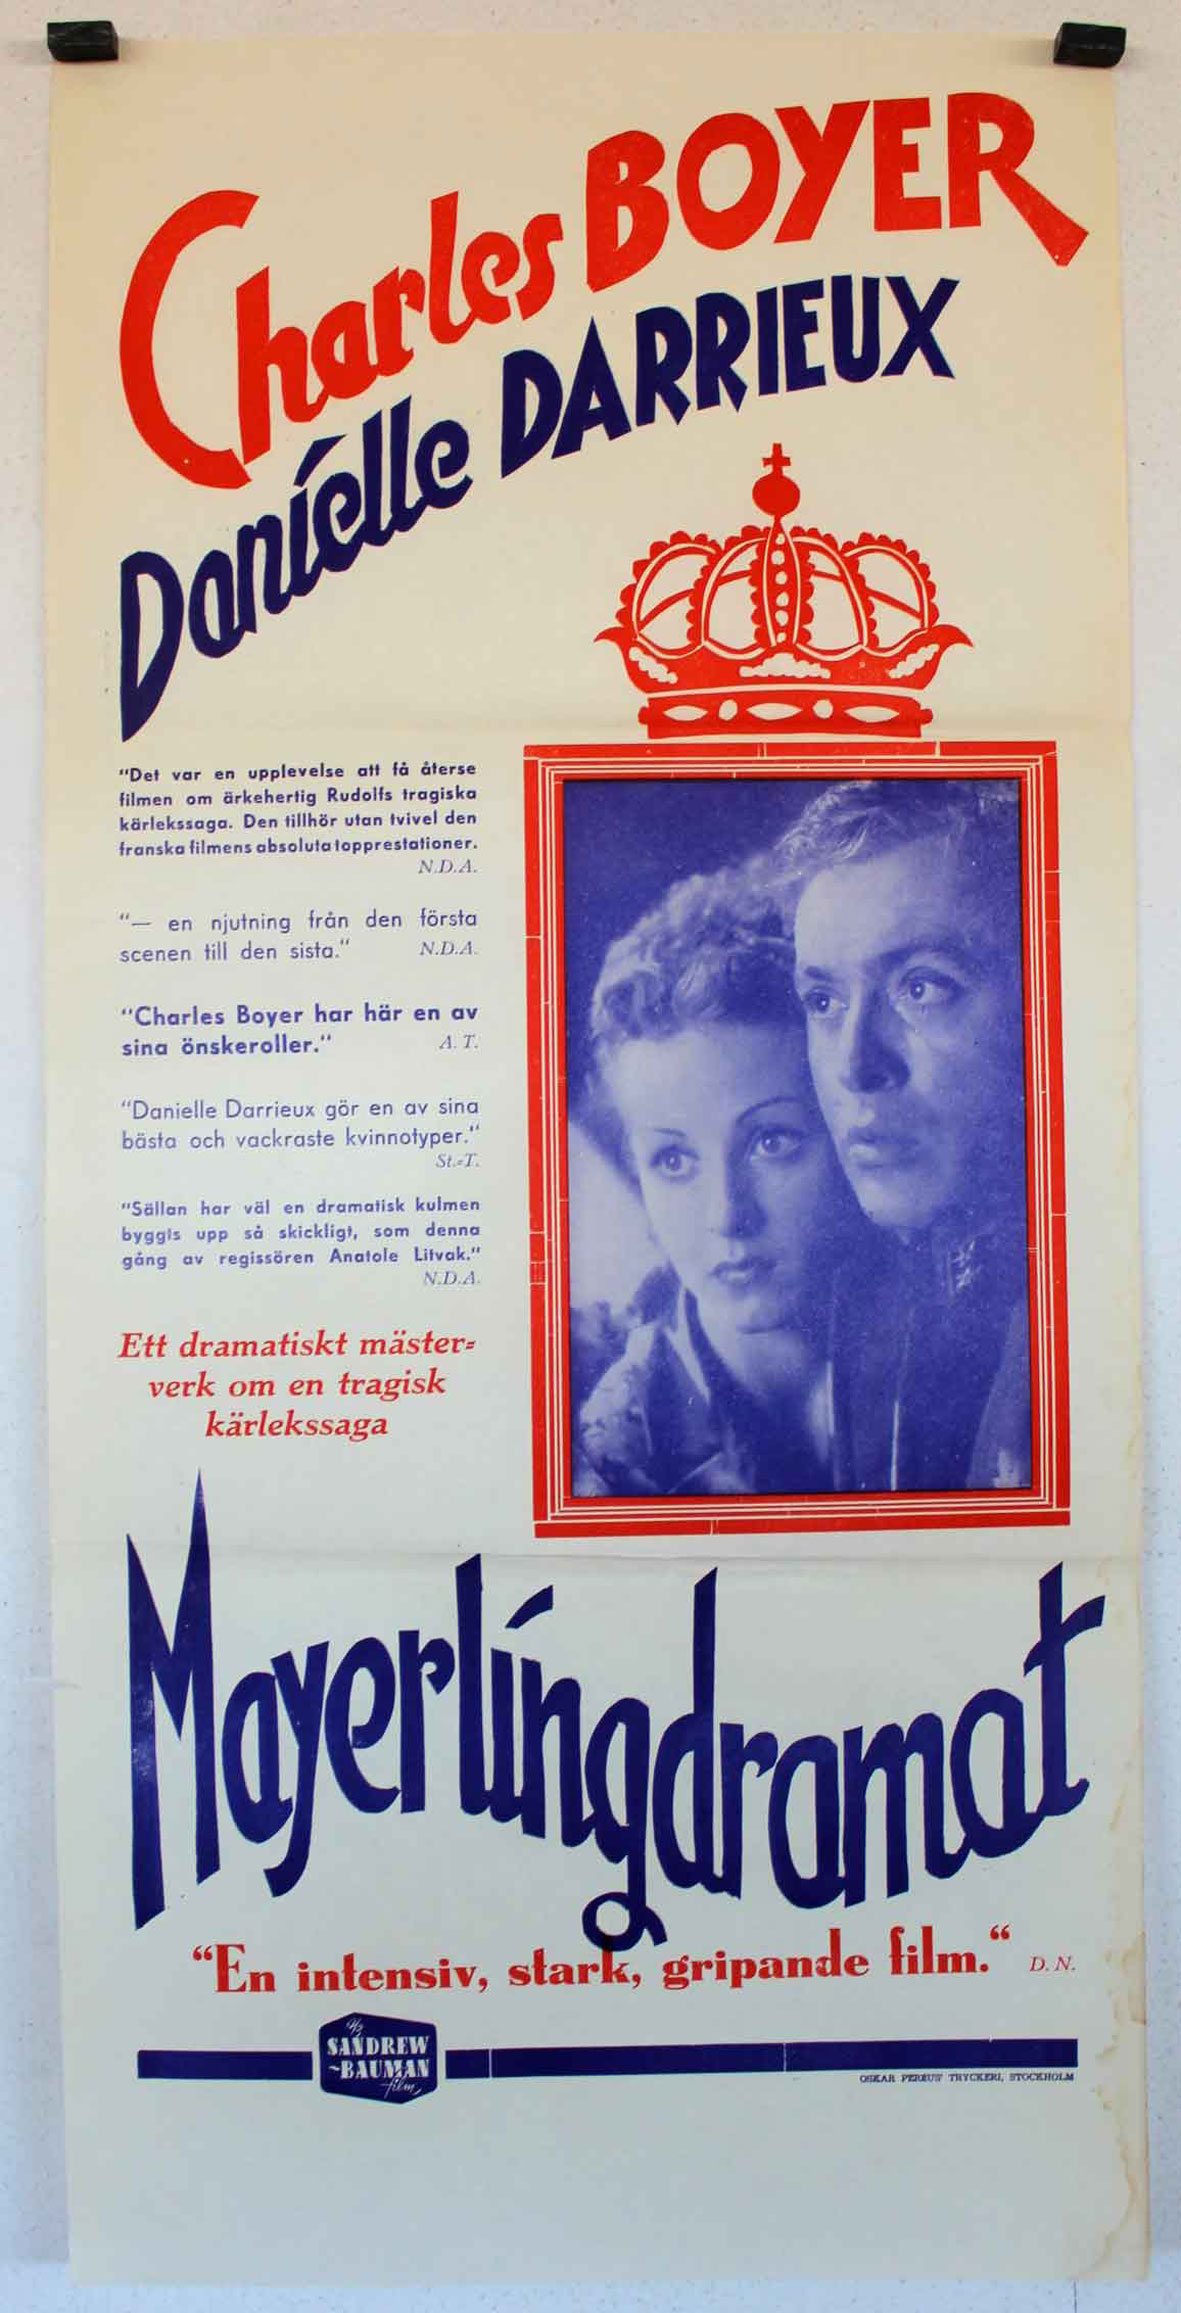 Charles BOYER
Danielle DARRIEUX
"Det var en upplevelse att få återse
filmen om ärkehertig Rudolfs tragiska
kärlekssaga. Den tillhör utan tvivel den
franska filmens absoluta topprestationer.
N.D.A.
"— en njutning från den första
scenen till den sista." N.D.A.
"Charles Boyer har här en av
sina önskeroller." A. T.
"Danielle Darrieux gör en av sina
bästa och vackraste kvinnotyper."
St.-T.
"Sällan har väl en dramatisk kulmen
byggts upp så skickligt, som denna
gång av regissören Anatole Litvak."
N.D.A.
Ett dramatiskt mäster-
verk om en tragisk
kärlekssaga
Mayerlingdramat
"En intensiv, stark, gripande film." D. N.
A/B
SANDREW
-BAUMAN
film
OSKAR PEREUS' TRYCKERI, STOCKHOLM